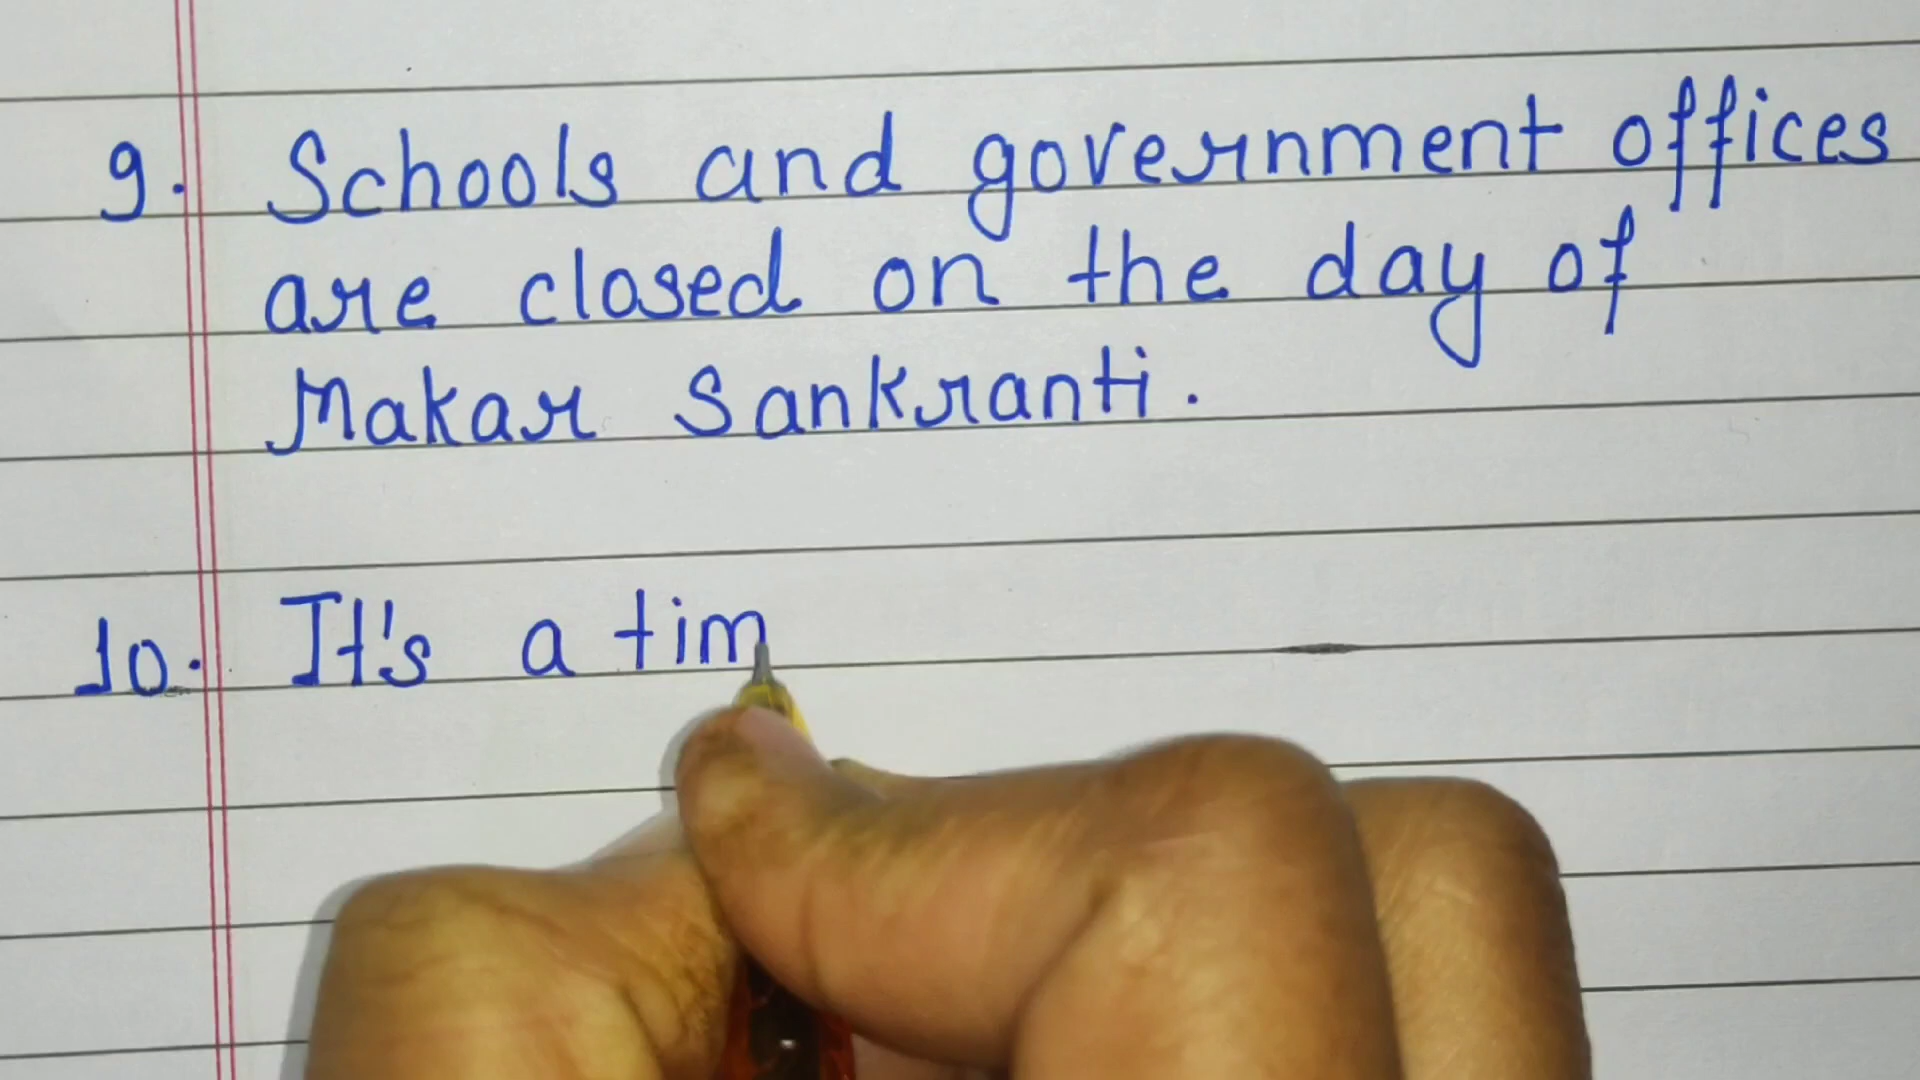 9. Schools and government offices
are closed on the day of
Makar Sankranti.
10. It's a tim